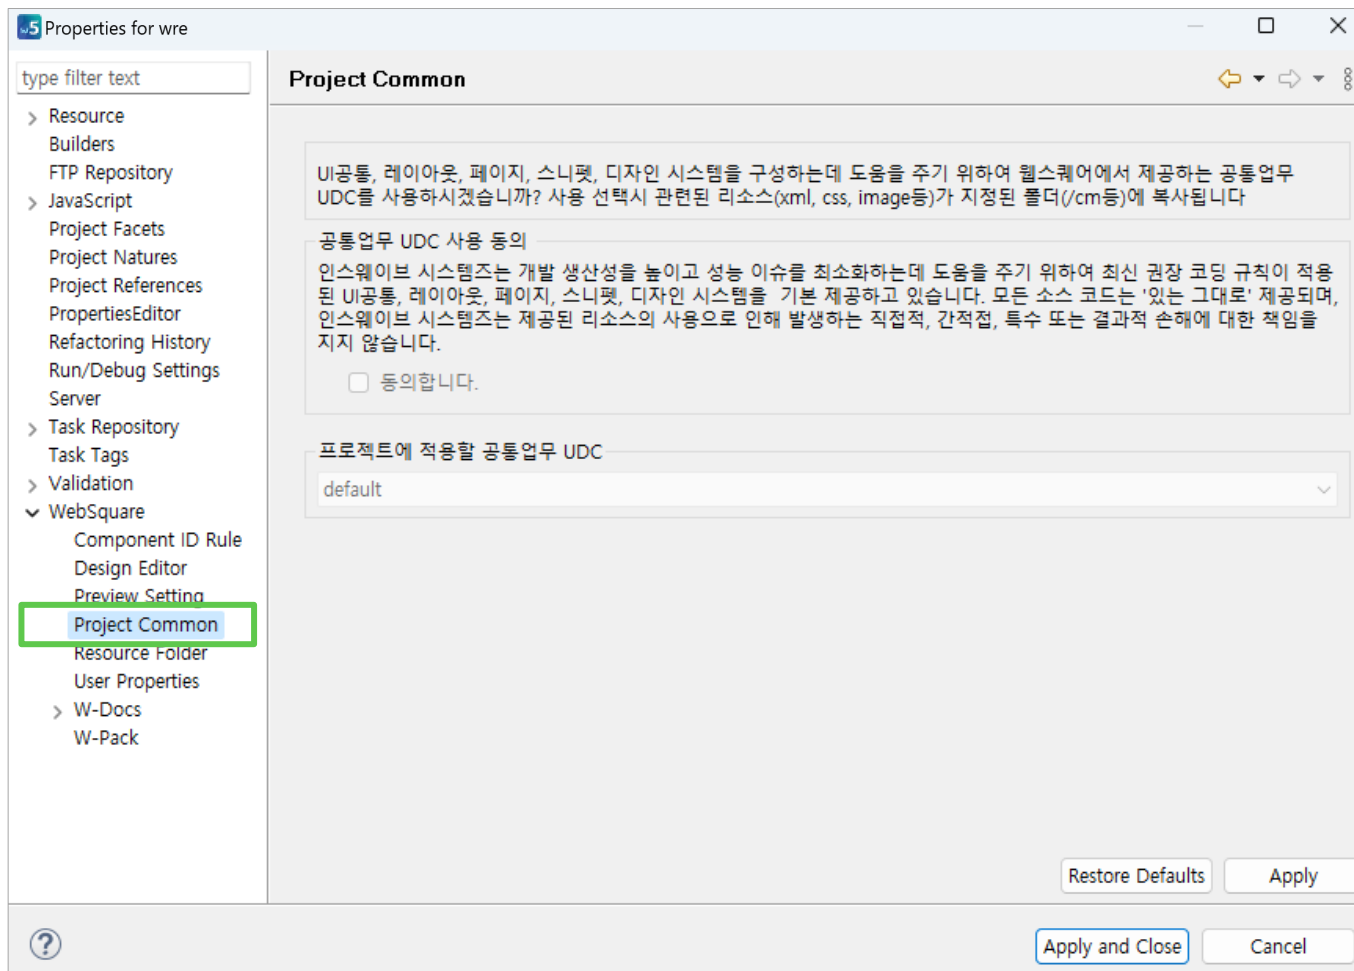 w5 Properties for wre
type filter text
Resource
Builders
FTP Repository
JavaScript
Project Facets
Project Natures
Project References
PropertiesEditor
Refactoring History
Run/Debug Settings
Server
Task Repository
Task Tags
Validation
WebSquare
Component ID Rule
Design Editor
Preview Setting
Project Common
Resource Folder
User Properties
W-Docs
W-Pack
Project Common
UI공통, 레이아웃, 페이지, 스니펫, 디자인 시스템을 구성하는데 도움을 주기 위하여 웹스퀘어에서 제공하는 공통업무
UDC를 사용하시겠습니까? 사용 선택시 관련된 리소스(xml, css, image등)가 지정된 폴더(/cm등)에 복사됩니다
공통업무 UDC 사용 동의
인스웨이브 시스템즈는 개발 생산성을 높이고 성능 이슈를 최소화하는데 도움을 주기 위하여 최신 권장 코딩 규칙이 적용
된 UI공통, 레이아웃, 페이지, 스니펫, 디자인 시스템을 기본 제공하고 있습니다. 모든 소스 코드는 '있는 그대로' 제공되며,
인스웨이브 시스템즈는 제공된 리소스의 사용으로 인해 발생하는 직접적, 간적접, 특수 또는 결과적 손해에 대한 책임을
지지 않습니다.
동의합니다.
프로젝트에 적용할 공통업무 UDC
default
Restore Defaults
Apply
?
Apply and Close
Cancel